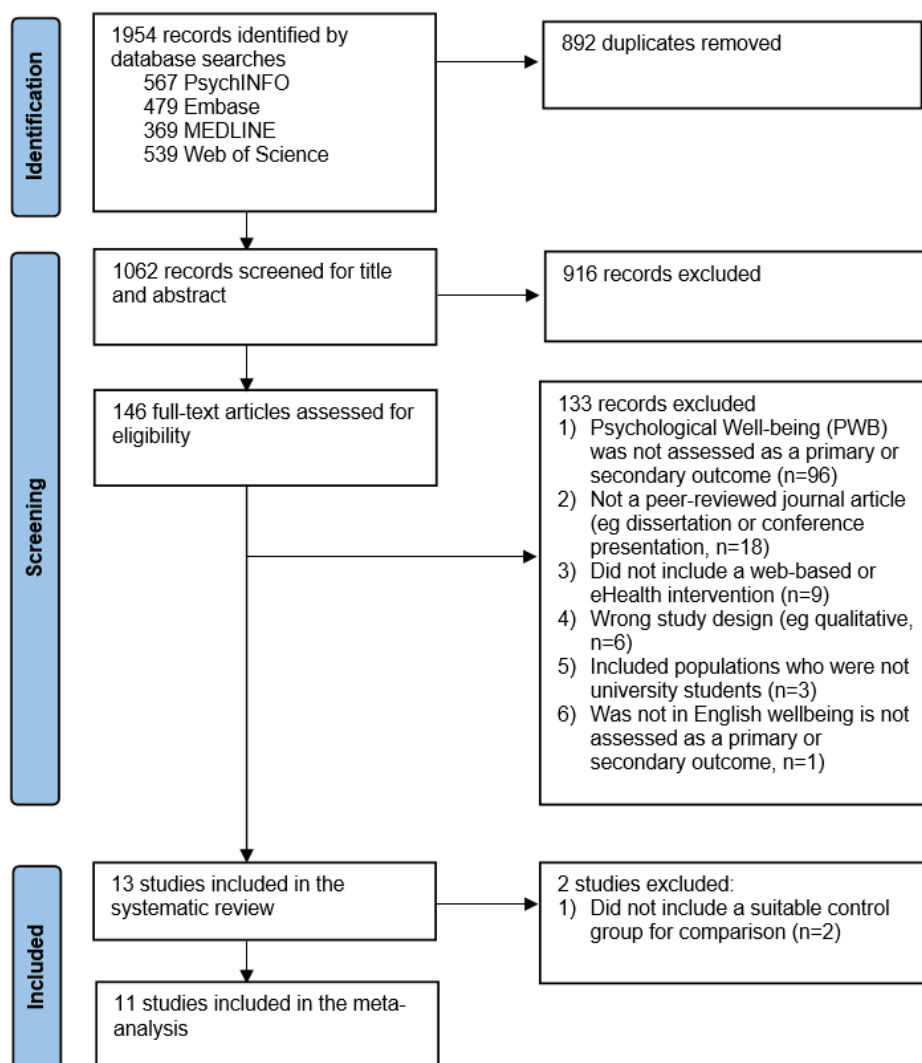 Identification
1954 records identified by
database searches
567 PsychINFO
479 Embase
369 MEDLINE
539 Web of Science
892 duplicates removed
Screening
1062 records screened for title
and abstract
916 records excluded
146 full-text articles assessed for
eligibility
133 records excluded
1) Psychological Well-being (PWB)
was not assessed as a primary or
secondary outcome (n=96)
2) Not a peer-reviewed journal article
(eg dissertation or conference
presentation, n=18)
3) Did not include a web-based or
eHealth intervention (n=9)
4) Wrong study design (eg qualitative,
n=6)
5) Included populations who were not
university students (n=3)
6) Was not in English wellbeing is not
assessed as a primary or
secondary outcome, n=1)
Included
13 studies included in the
systematic review
2 studies excluded:
1) Did not include a suitable control
group for comparison (n=2)
11 studies included in the meta-
analysis